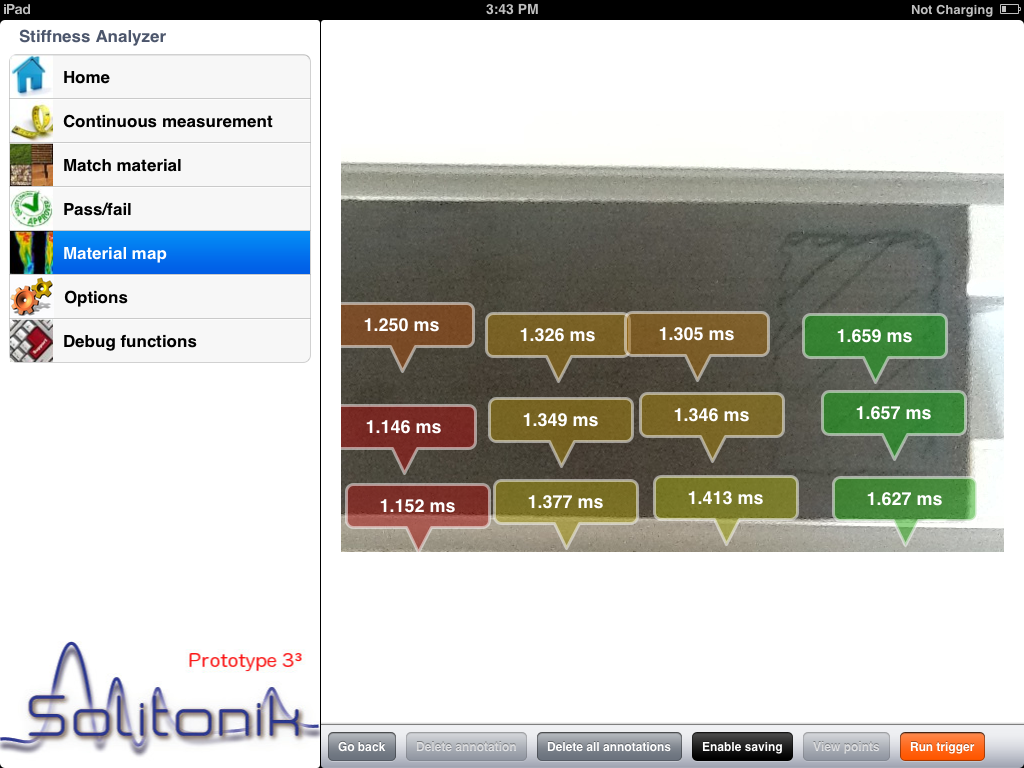 iPad 3:43 PM Not Charging
Stiffness Analyzer
Home
Continuous measurement
Match material
Pass/fail
Material map
Options
Debug functions
Prototype 3³
Solitonik
1.250 ms 1.326 ms 1.305 ms 1.659 ms
1.146 ms 1.349 ms 1.346 ms 1.657 ms
1.152 ms 1.377 ms 1.413 ms 1.627 ms
Go back Delete annotation Delete all annotations Enable saving View points Run trigger